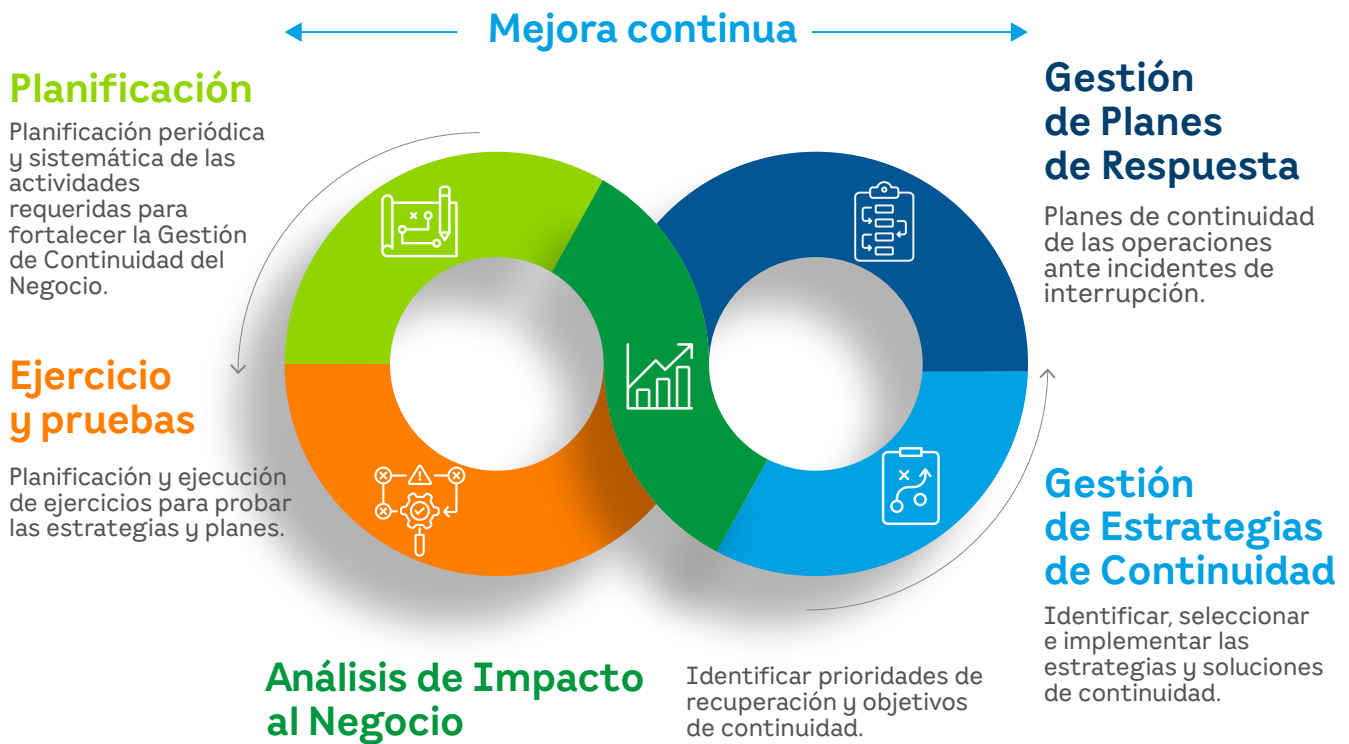 Mejora continua
Planificación
Planificación periódica
y sistemática de las
actividades
requeridas para
fortalecer la Gestión
de Continuidad del
Negocio.
Ejercicio
y pruebas
Planificación y ejecución
de ejercicios para probar
las estrategias y planes.
Análisis de Impacto
al Negocio
Identificar prioridades de
recuperación y objetivos
de continuidad.
Gestión
de Estrategias
de Continuidad
Identificar, seleccionar
e implementar las
estrategias y soluciones
de continuidad.
Gestión
de Planes
de Respuesta
Planes de continuidad
de las operaciones
ante incidentes de
interrupción.